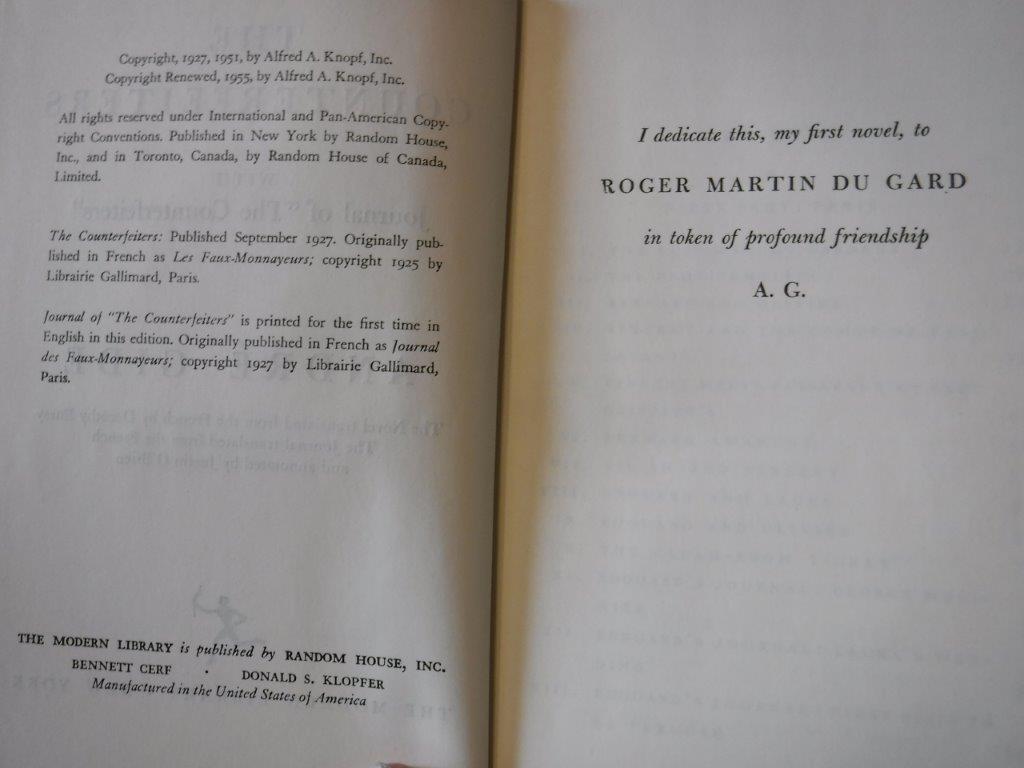 Copyright, 1927, 1951, by Alfred A. Knopf, Inc.
Copyright Renewed, 1955, by Alfred A. Knopf, Inc.
All rights reserved under International and Pan-American Copy-
right Conventions. Published in New York by Random House,
Inc., and in Toronto, Canada, by Random House of Canada,
Limited.
The Counterfeiters: Published September 1927. Originally pub-
lished in French as Les Faux-Monnayeurs; copyright 1925 by
Librairie Gallimard, Paris.
Journal of "The Counterfeiters" is printed for the first time in
English in this edition. Originally published in French as Journal
des Faux-Monnayeurs; copyright 1927 by Librairie Gallimard,
Paris.
THE MODERN LIBRARY is published by RANDOM HOUSE, INC.
BENNETT CERF · DONALD S. KLOPFER
Manufactured in the United States of America
I dedicate this, my first novel, to
ROGER MARTIN DU GARD
in token of profound friendship
A. G.